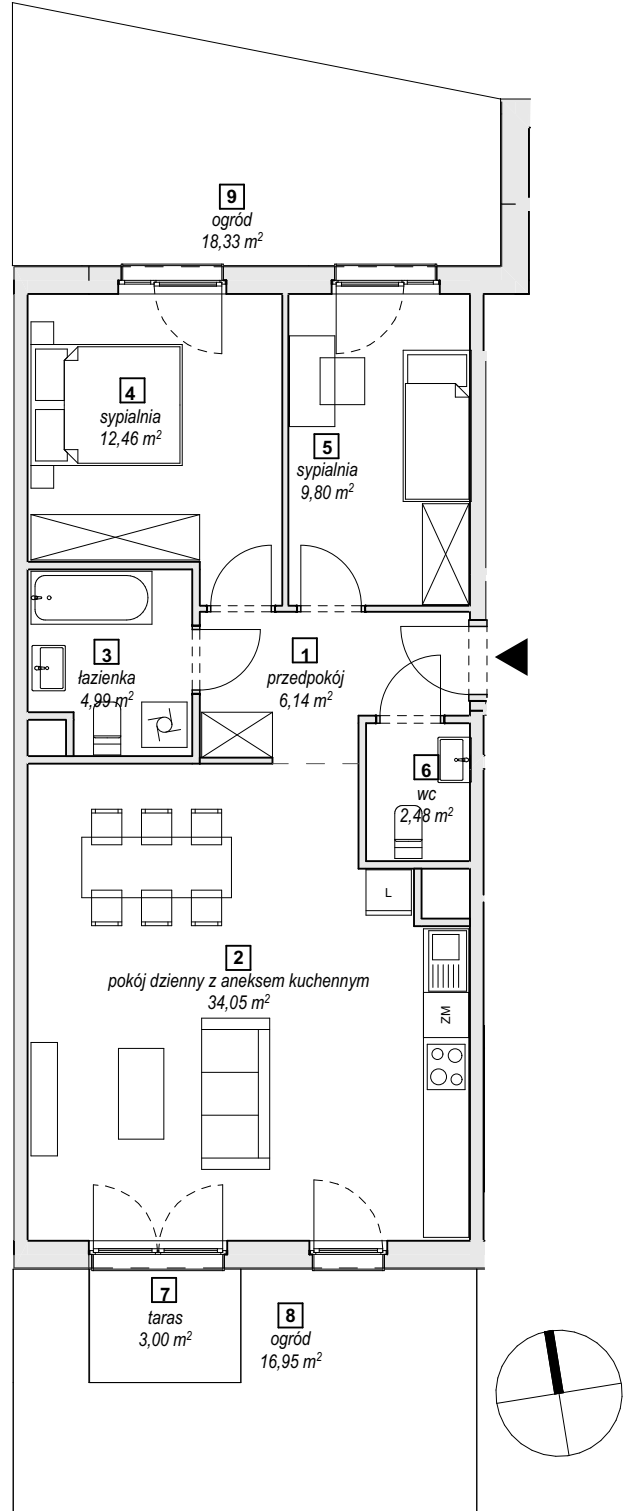 9
ogród
18,33 m²
4
sypialnia
12,46 m²
5
sypialnia
9,80 m²
3
łazienka
4,99 m²
1
przedpokój
6,14 m²
6
wc
2,48 m²
L
2
pokój dzienny z aneksem kuchennym
34,05 m²
ZM
7
taras
3,00 m²
8
ogród
16,95 m²